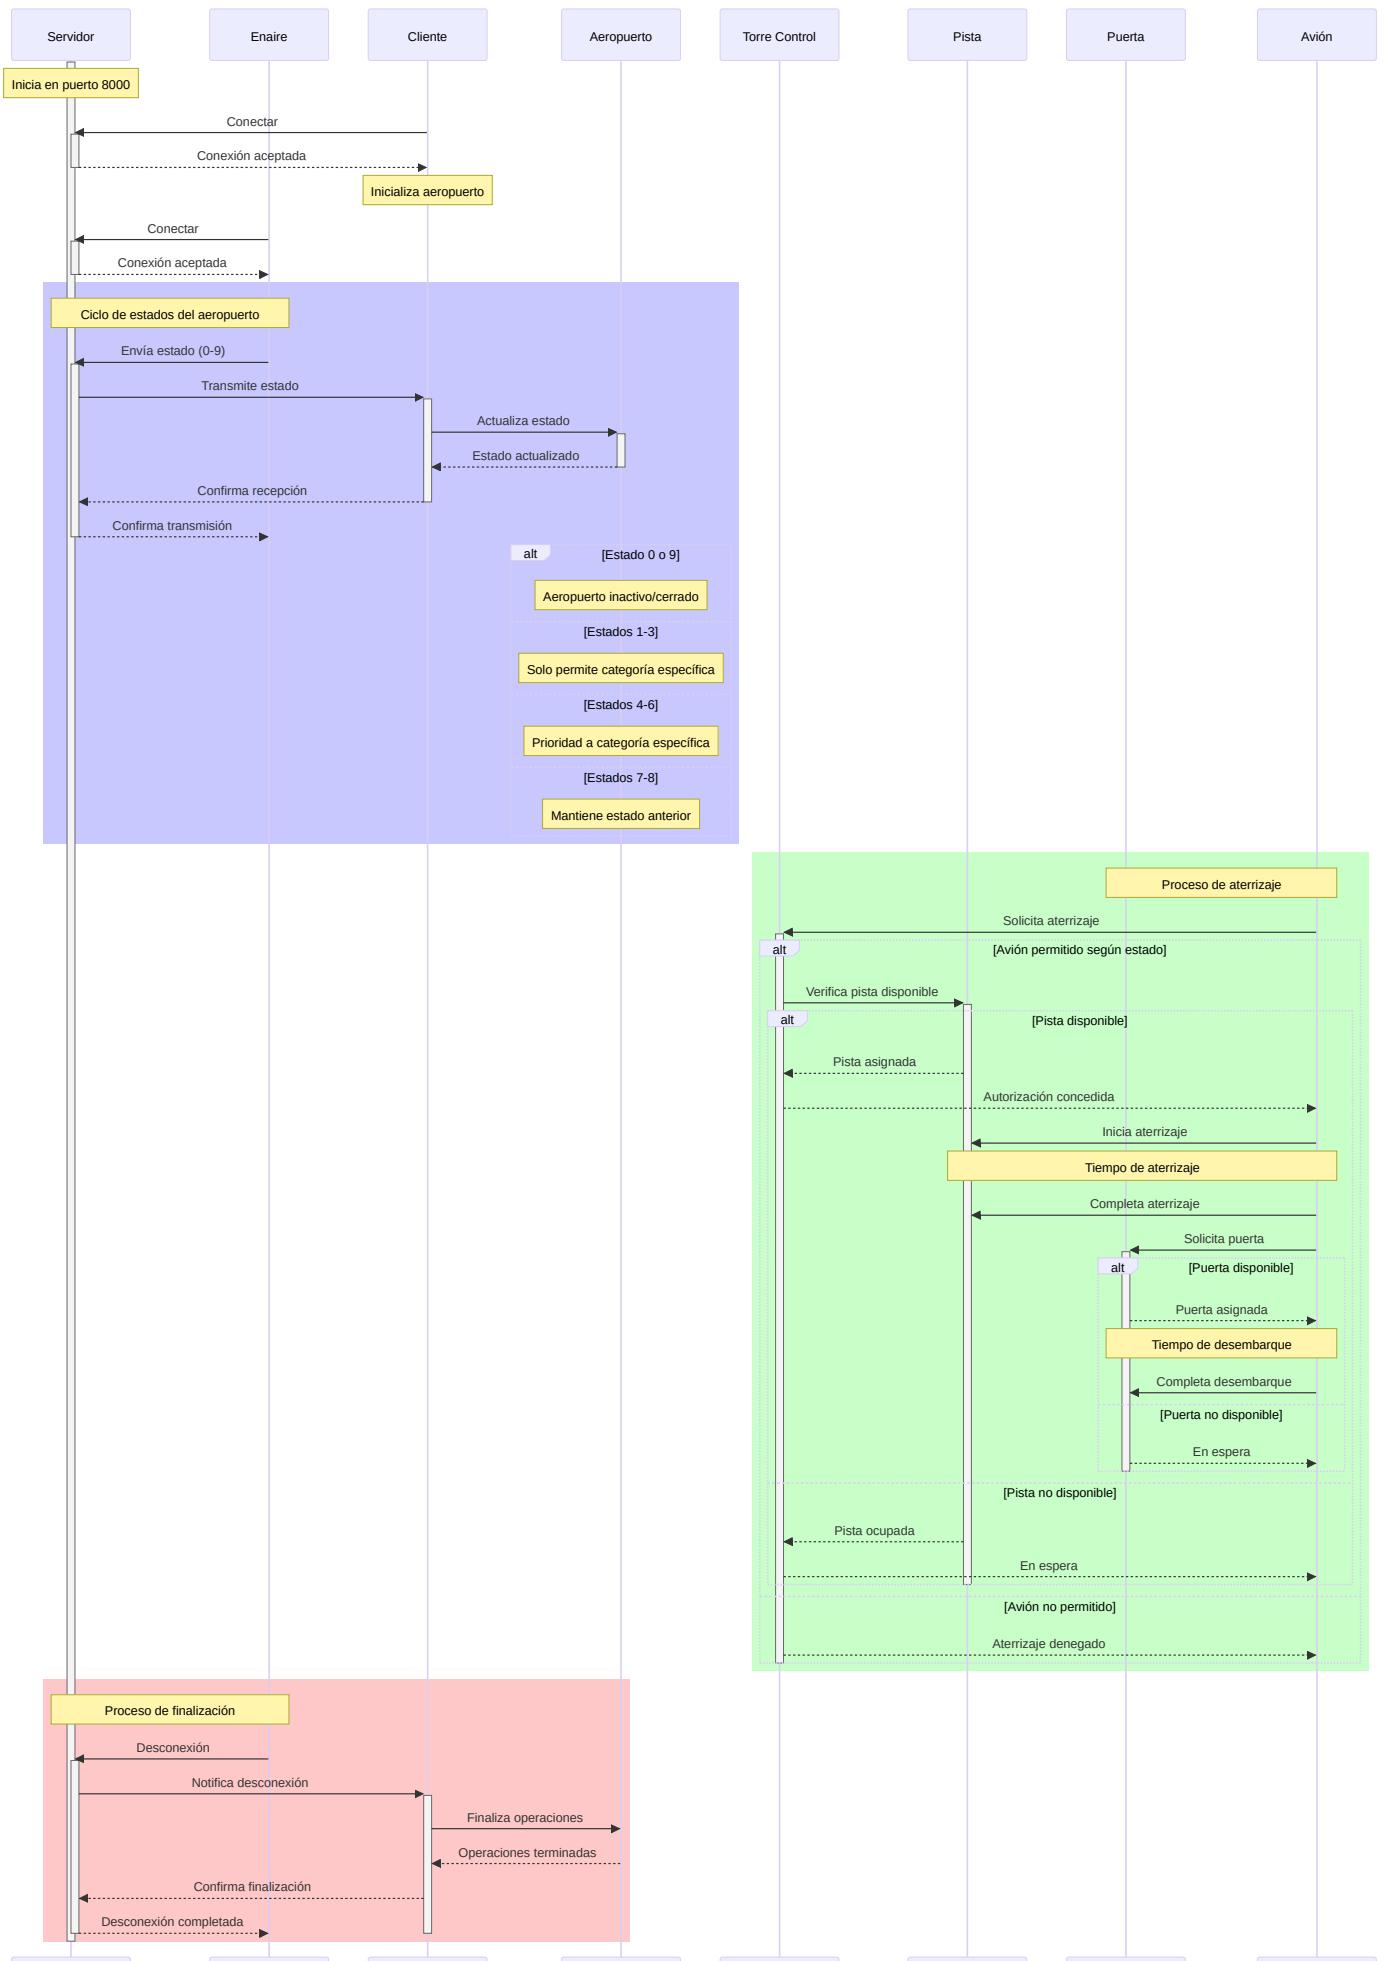 Servidor
Enaire
Cliente
Aeropuerto
Torre Control
Pista
Puerta
Avión
Inicia en puerto 8000
Conectar
Conexión aceptada
Inicializa aeropuerto
Conectar
Conexión aceptada
Ciclo de estados del aeropuerto
Envía estado (0-9)
Transmite estado
Actualiza estado
Estado actualizado
Confirma recepción
Confirma transmisión
alt
[Estado 0 o 9]
Aeropuerto inactivo/cerrado
[Estados 1-3]
Solo permite categoría específica
[Estados 4-6]
Prioridad a categoría específica
[Estados 7-8]
Mantiene estado anterior
Proceso de aterrizaje
Solicita aterrizaje
alt
[Avión permitido según estado]
Verifica pista disponible
alt
[Pista disponible]
Pista asignada
Autorización concedida
Inicia aterrizaje
Tiempo de aterrizaje
Completa aterrizaje
Solicita puerta
alt
[Puerta disponible]
Puerta asignada
Tiempo de desembarque
Completa desembarque
[Puerta no disponible]
En espera
[Pista no disponible]
Pista ocupada
En espera
[Avión no permitido]
Aterrizaje denegado
Proceso de finalización
Desconexión
Notifica desconexión
Finaliza operaciones
Operaciones terminadas
Confirma finalización
Desconexión completada